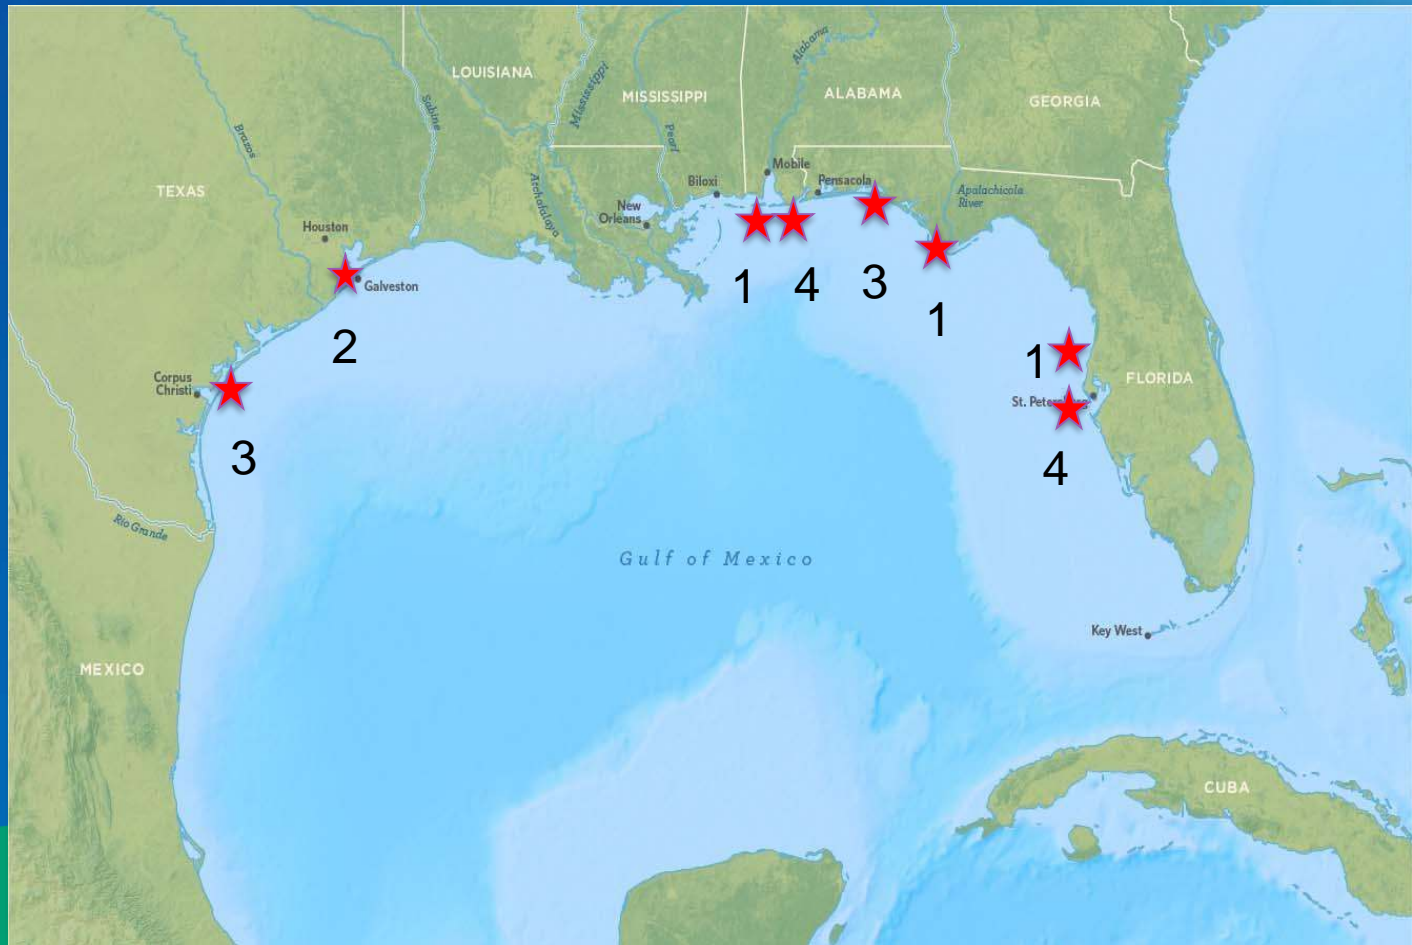 LOUISIANA
MISSISSIPPI
ALABAMA
GEORGIA
TEXAS
Brazos
Sabine
Mississippi
Pearl
Alabama
Atchafalaya
Mobile
Biloxi
Pensacola
Apalachicola
River
New
Orleans
Houston
Galveston
1
4
3
1
2
1
Corpus
Christi
FLORIDA
St. Petersburg
3
4
Rio Grande
Gulf of Mexico
Key West
MEXICO
CUBA